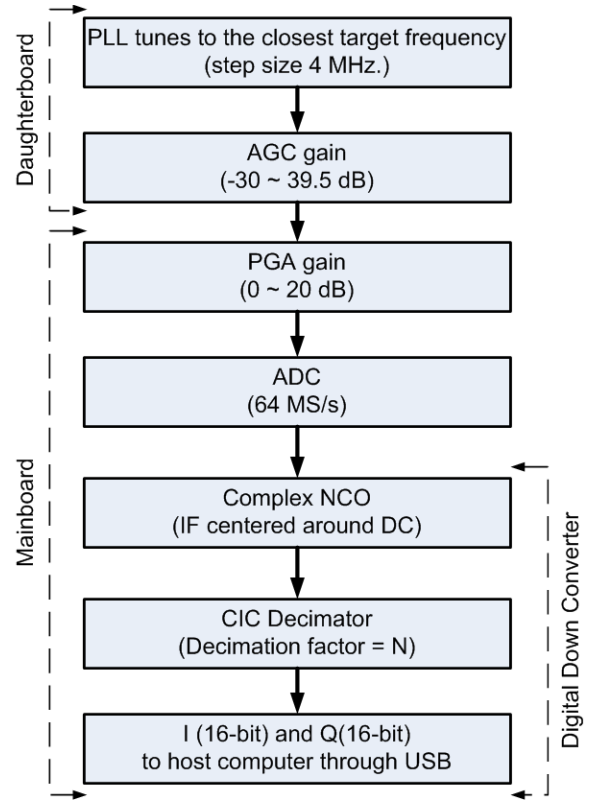 PLL tunes to the closest target frequency
(step size 4 MHz.)
Daughterboard
AGC gain
(-30 ~ 39.5 dB)
PGA gain
(0 ~ 20 dB)
ADC
(64 MS/s)
Mainboard
Complex NCO
(IF centered around DC)
Digital Down Converter
CIC Decimator
(Decimation factor = N)
I (16-bit) and Q(16-bit)
to host computer through USB